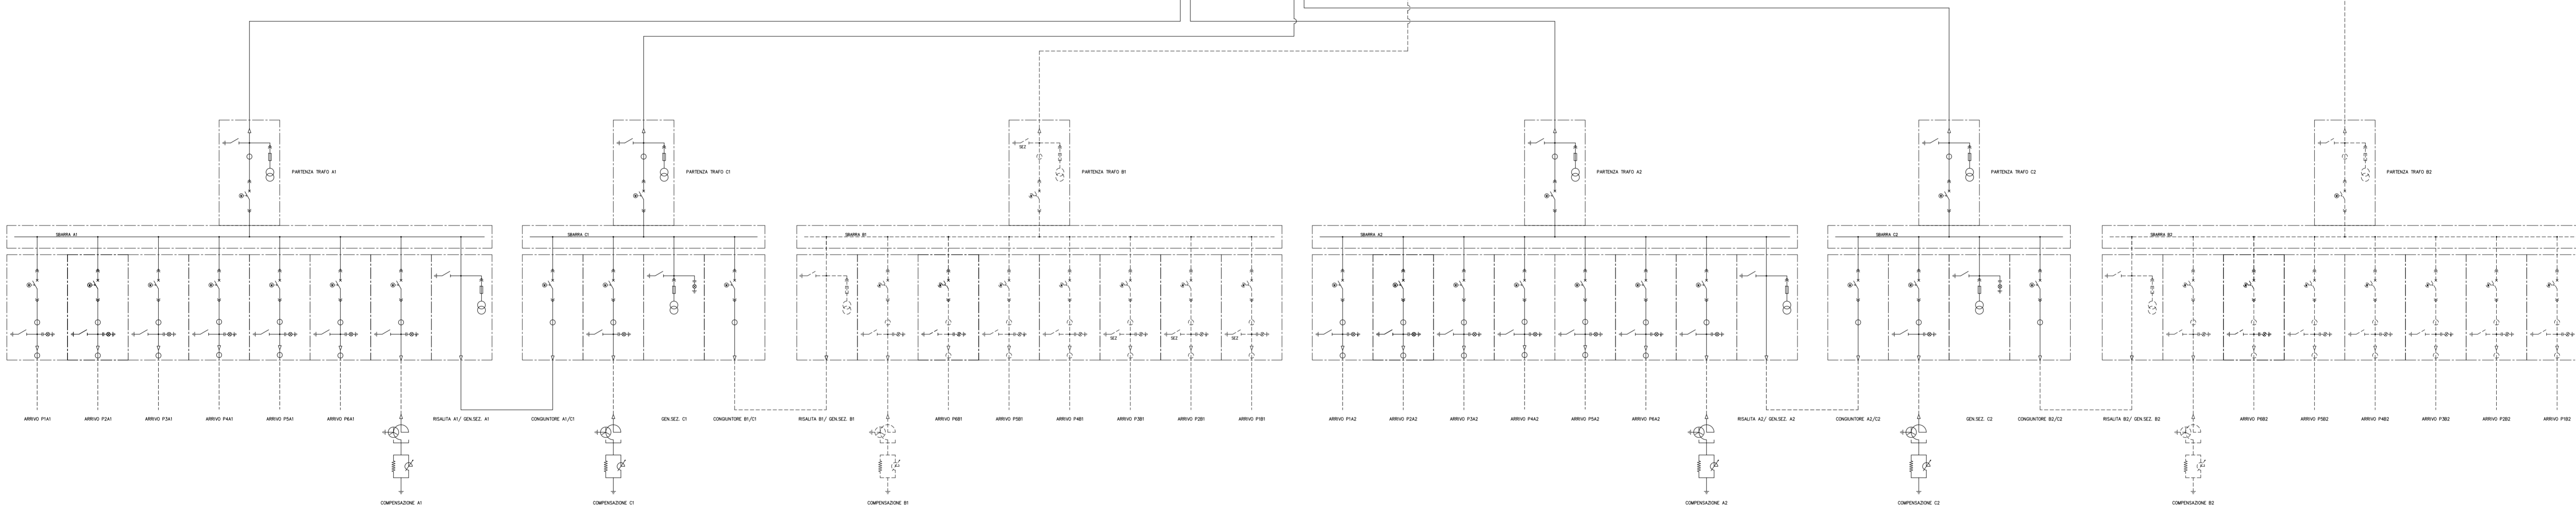 PARTENZA TRAFO A1
PARTENZA TRAFO C1
SEZ
PARTENZA TRAFO B1
PARTENZA TRAFO A2
PARTENZA TRAFO C2
PARTENZA TRAFO B2
SBARRA A1
SBARRA C1
SBARRA B1
SBARRA A2
SBARRA C2
SBARRA B2
SEZ
SEZ
SEZ
ARRIVO P1A1
ARRIVO P2A1
ARRIVO P3A1
ARRIVO P4A1
ARRIVO P5A1
ARRIVO P6A1
RISALITA A1/ GEN.SEZ. A1
CONGIUNTORE A1/C1
GEN.SEZ. C1
CONGIUNTORE B1/C1
RISALITA B1/ GEN.SEZ. B1
ARRIVO P6B1
ARRIVO P5B1
ARRIVO P4B1
ARRIVO P3B1
ARRIVO P2B1
ARRIVO P1B1
ARRIVO P1A2
ARRIVO P2A2
ARRIVO P3A2
ARRIVO P4A2
ARRIVO P5A2
ARRIVO P6A2
RISALITA A2/ GEN.SEZ. A2
CONGIUNTORE A2/C2
GEN.SEZ. C2
CONGIUNTORE B2/C2
RISALITA B2/ GEN.SEZ. B2
ARRIVO P6B2
ARRIVO P5B2
ARRIVO P4B2
ARRIVO P3B2
ARRIVO P2B2
ARRIVO P1B2
COMPENSAZIONE A1
COMPENSAZIONE C1
COMPENSAZIONE B1
COMPENSAZIONE A2
COMPENSAZIONE C2
COMPENSAZIONE B2